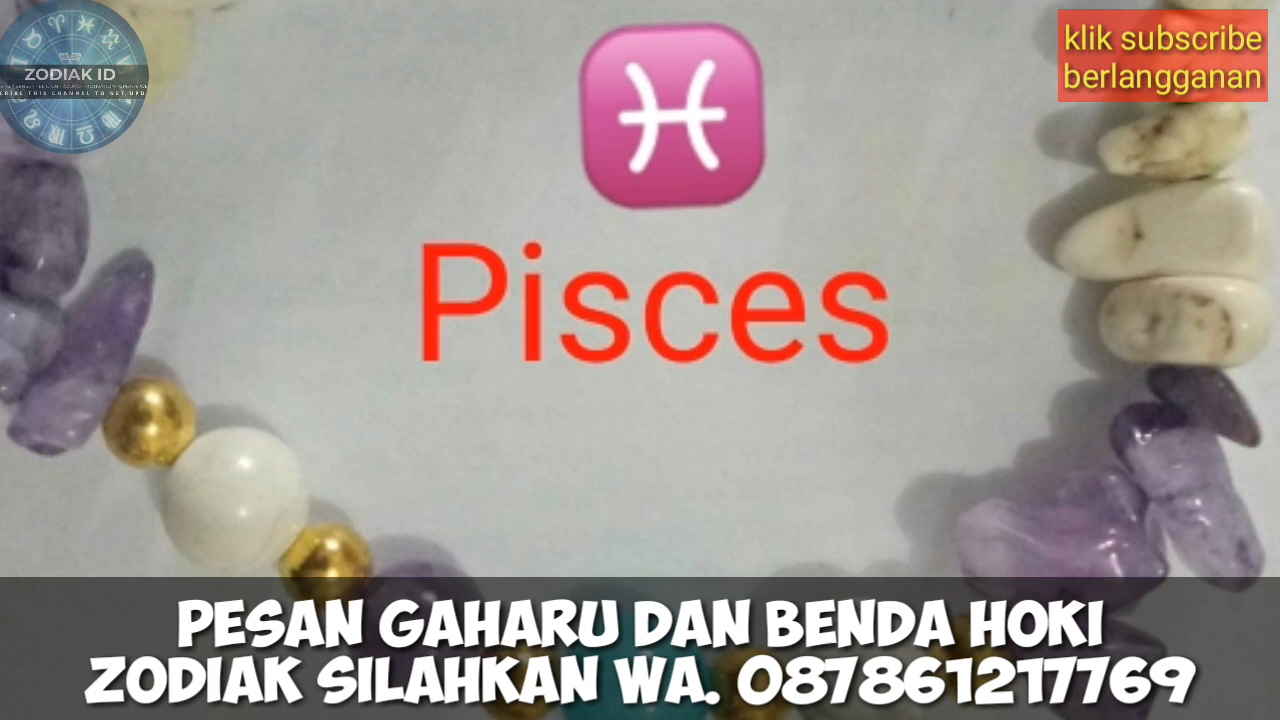 ZODIAK ID
klik subscribe
berlangganan
Pisces
PESAN GAHARU DAN BENDA HOKI
ZODIAK SILAHKAN WA. 087861217769